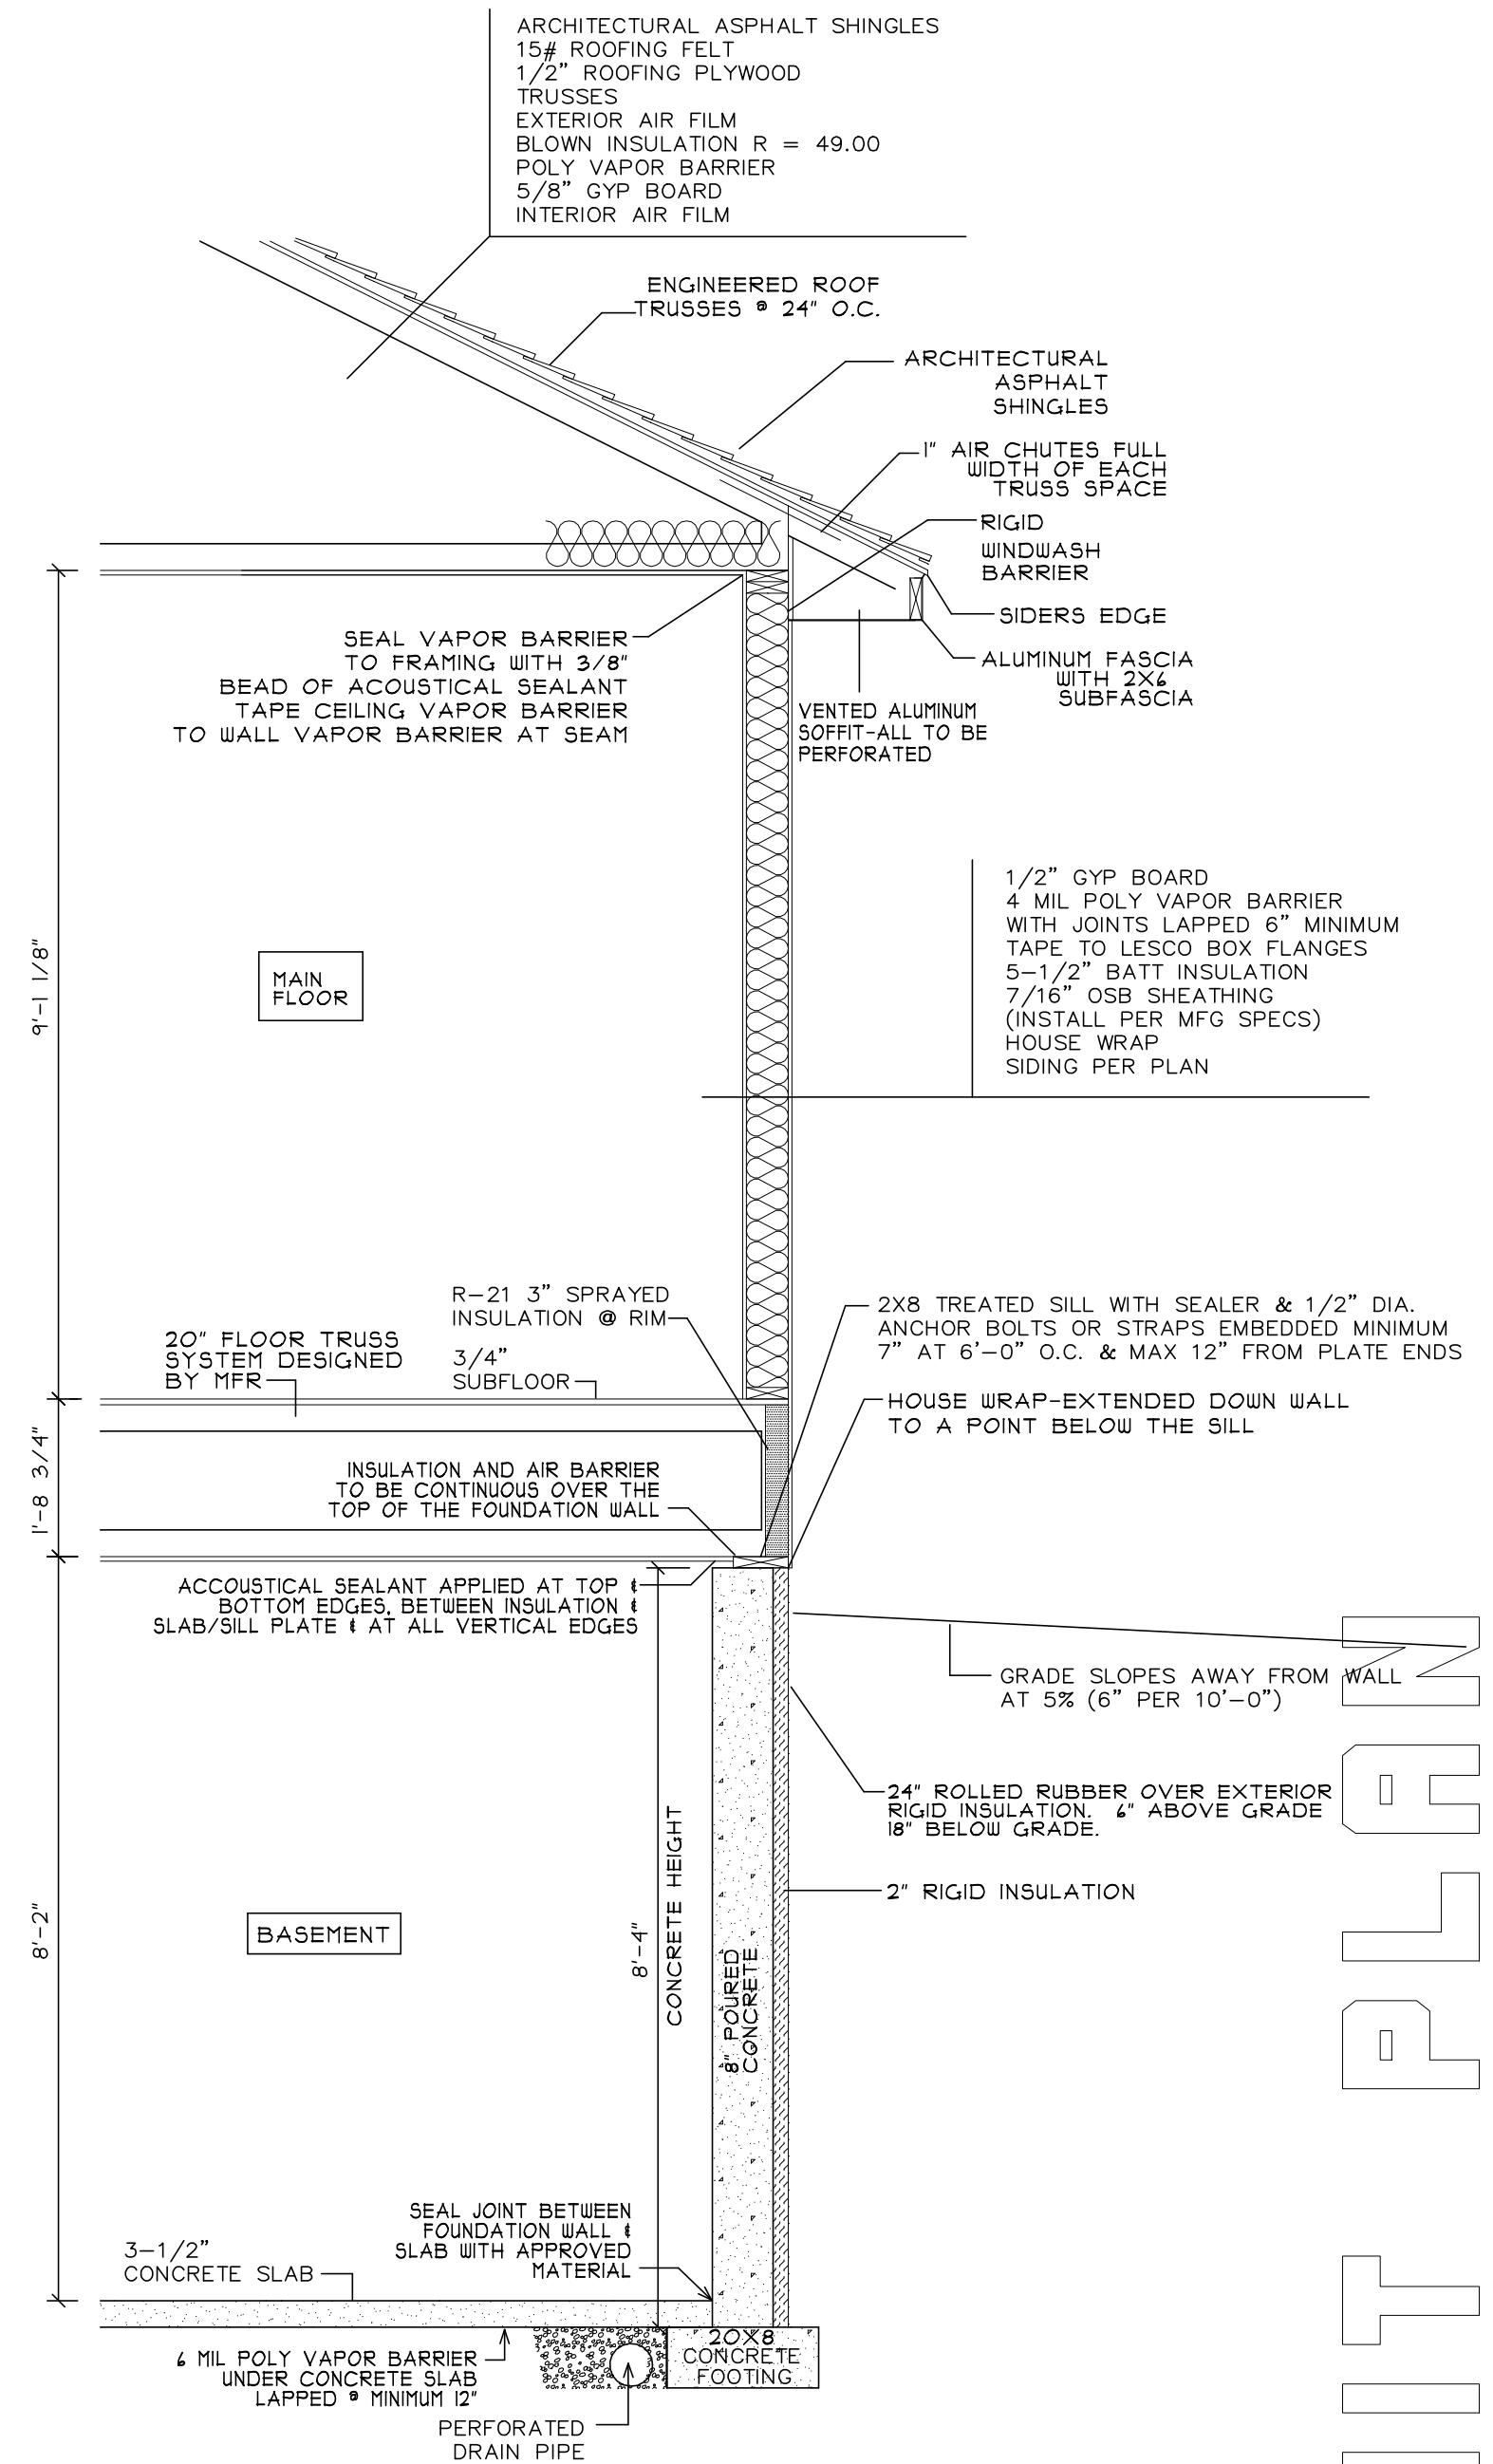 ARCHITECTURAL ASPHALT SHINGLES
15# ROOFING FELT
1/2" ROOFING PLYWOOD
TRUSSES
EXTERIOR AIR FILM
BLOWN INSULATION R = 49.00
POLY VAPOR BARRIER
5/8" GYP BOARD
INTERIOR AIR FILM
ENGINEERED ROOF
TRUSSES @ 24" O.C.
ARCHITECTURAL
ASPHALT
SHINGLES
1" AIR CHUTES FULL
WIDTH OF EACH
TRUSS SPACE
RIGID
WINDWASH
BARRIER
SIDERS EDGE
ALUMINUM FASCIA
WITH 2X6
SUBFASCIA
VENTED ALUMINUM
SOFFIT-ALL TO BE
PERFORATED
SEAL VAPOR BARRIER
TO FRAMING WITH 3/8"
BEAD OF ACOUSTICAL SEALANT
TAPE CEILING VAPOR BARRIER
TO WALL VAPOR BARRIER AT SEAM
1/2" GYP BOARD
4 MIL POLY VAPOR BARRIER
WITH JOINTS LAPPED 6" MINIMUM
TAPE TO LESCO BOX FLANGES
5-1/2" BATT INSULATION
7/16" OSB SHEATHING
(INSTALL PER MFG SPECS)
HOUSE WRAP
SIDING PER PLAN
9'-1 1/8"
MAIN
FLOOR
R-21 3" SPRAYED
INSULATION @ RIM
20" FLOOR TRUSS
SYSTEM DESIGNED
BY MFR
3/4"
SUBFLOOR
2X8 TREATED SILL WITH SEALER & 1/2" DIA.
ANCHOR BOLTS OR STRAPS EMBEDDED MINIMUM
7" AT 6'-0" O.C. & MAX 12" FROM PLATE ENDS
HOUSE WRAP-EXTENDED DOWN WALL
TO A POINT BELOW THE SILL
1'-8 3/4"
INSULATION AND AIR BARRIER
TO BE CONTINUOUS OVER THE
TOP OF THE FOUNDATION WALL
ACCOUSTICAL SEALANT APPLIED AT TOP &
BOTTOM EDGES, BETWEEN INSULATION &
SLAB/SILL PLATE & AT ALL VERTICAL EDGES
GRADE SLOPES AWAY FROM WALL
AT 5% (6" PER 10'-0")
24" ROLLED RUBBER OVER EXTERIOR
RIGID INSULATION. 6" ABOVE GRADE
18" BELOW GRADE.
2" RIGID INSULATION
8'-2"
BASEMENT
8'-4"
CONCRETE HEIGHT
8" POURED
CONCRETE
SEAL JOINT BETWEEN
FOUNDATION WALL &
SLAB WITH APPROVED
MATERIAL
3-1/2"
CONCRETE SLAB
6 MIL POLY VAPOR BARRIER
UNDER CONCRETE SLAB
LAPPED @ MINIMUM 12"
20X8
CONCRETE
FOOTING
PERFORATED
DRAIN PIPE
IT PLAN